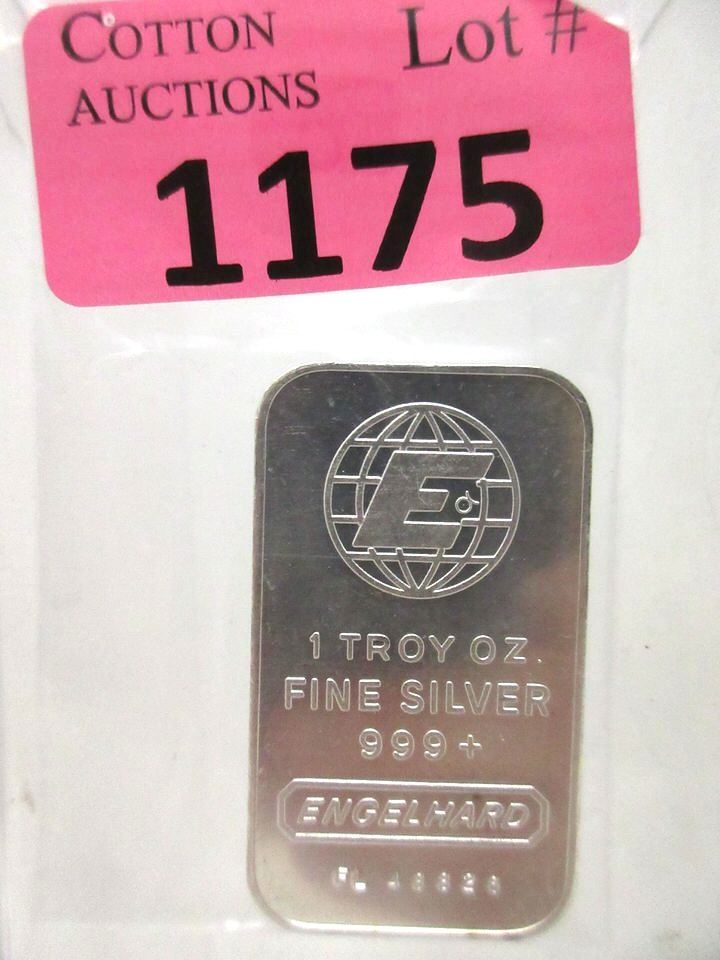 COTTON
AUCTIONS
Lot #
1175
E
1 TROY OZ.
FINE SILVER
999+
ENGELHARD